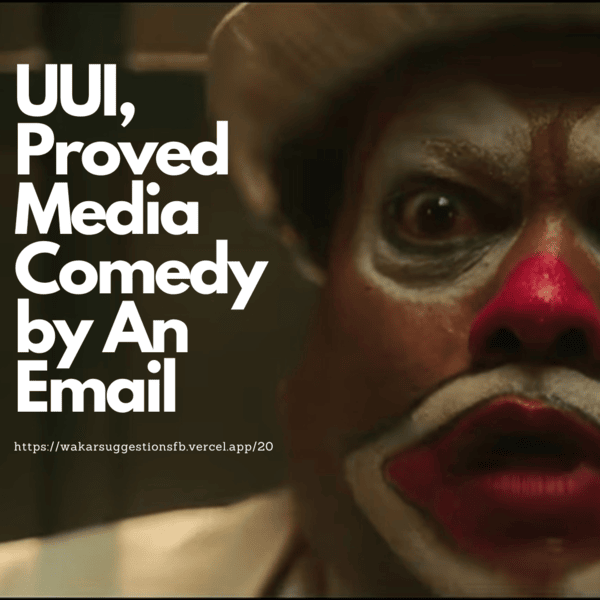 UUI,
Proved
Media
Comedy
by An
Email
https://wakarsuggestionsfb.vercel.app/20